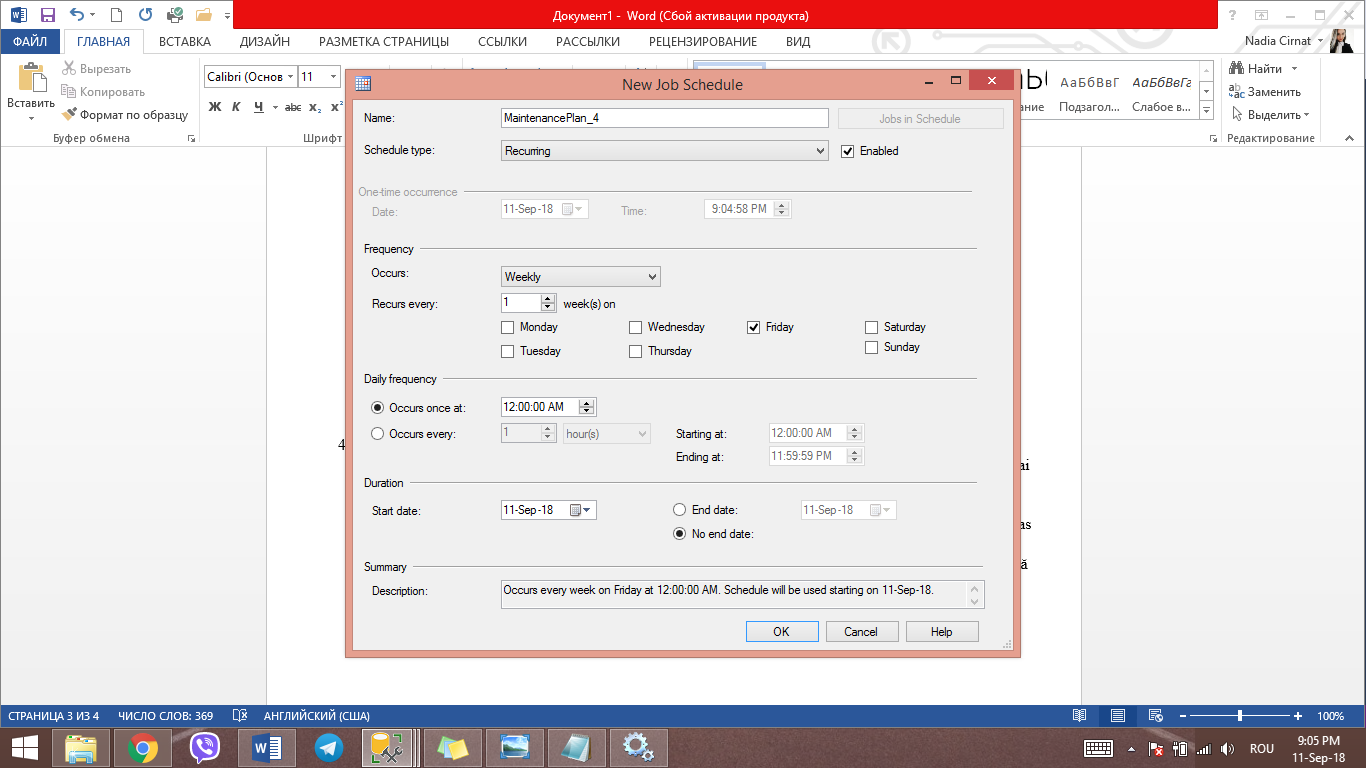 Документ1 - Word (Сбой активации продукта)
ФАЙЛ ГЛАВНАЯ ВСТАВКА ДИЗАЙН РАЗМЕТКА СТРАНИЦЫ ССЫЛКИ РАССЫЛКИ РЕЦЕНЗИРОВАНИЕ ВИД Nadia Cirnat
Вставить
Вырезать
Копировать
Формат по образцу
Буфер обмена
Calibri (Основ 11
Ж К Ч abc x₂ x²
Шрифт
АаБбВвГ АаБбВвГг
ание Подзагол... Слабое в...
Найти
Заменить
Выделить
Редактирование
New Job Schedule
Name: MaintenancePlan_4 Jobs in Schedule
Schedule type: Recurring Enabled
One-time occurrence
Date: 11-Sep-18 Time: 9:04:58 PM
Frequency
Occurs: Weekly
Recurs every: 1 week(s) on
Monday Wednesday Friday Saturday
Tuesday Thursday Sunday
Daily frequency
Occurs once at: 12:00:00 AM
Occurs every: 1 hour(s) Starting at: 12:00:00 AM
Ending at: 11:59:59 PM
Duration
Start date: 11-Sep-18 End date: 11-Sep-18
No end date:
Summary
Description: Occurs every week on Friday at 12:00:00 AM. Schedule will be used starting on 11-Sep-18.
OK Cancel Help
4
ai
as
ă
СТРАНИЦА 3 ИЗ 4 ЧИСЛО СЛОВ: 369 АНГЛИЙСКИЙ (США) 100%
ROU 9:05 PM
11-Sep-18